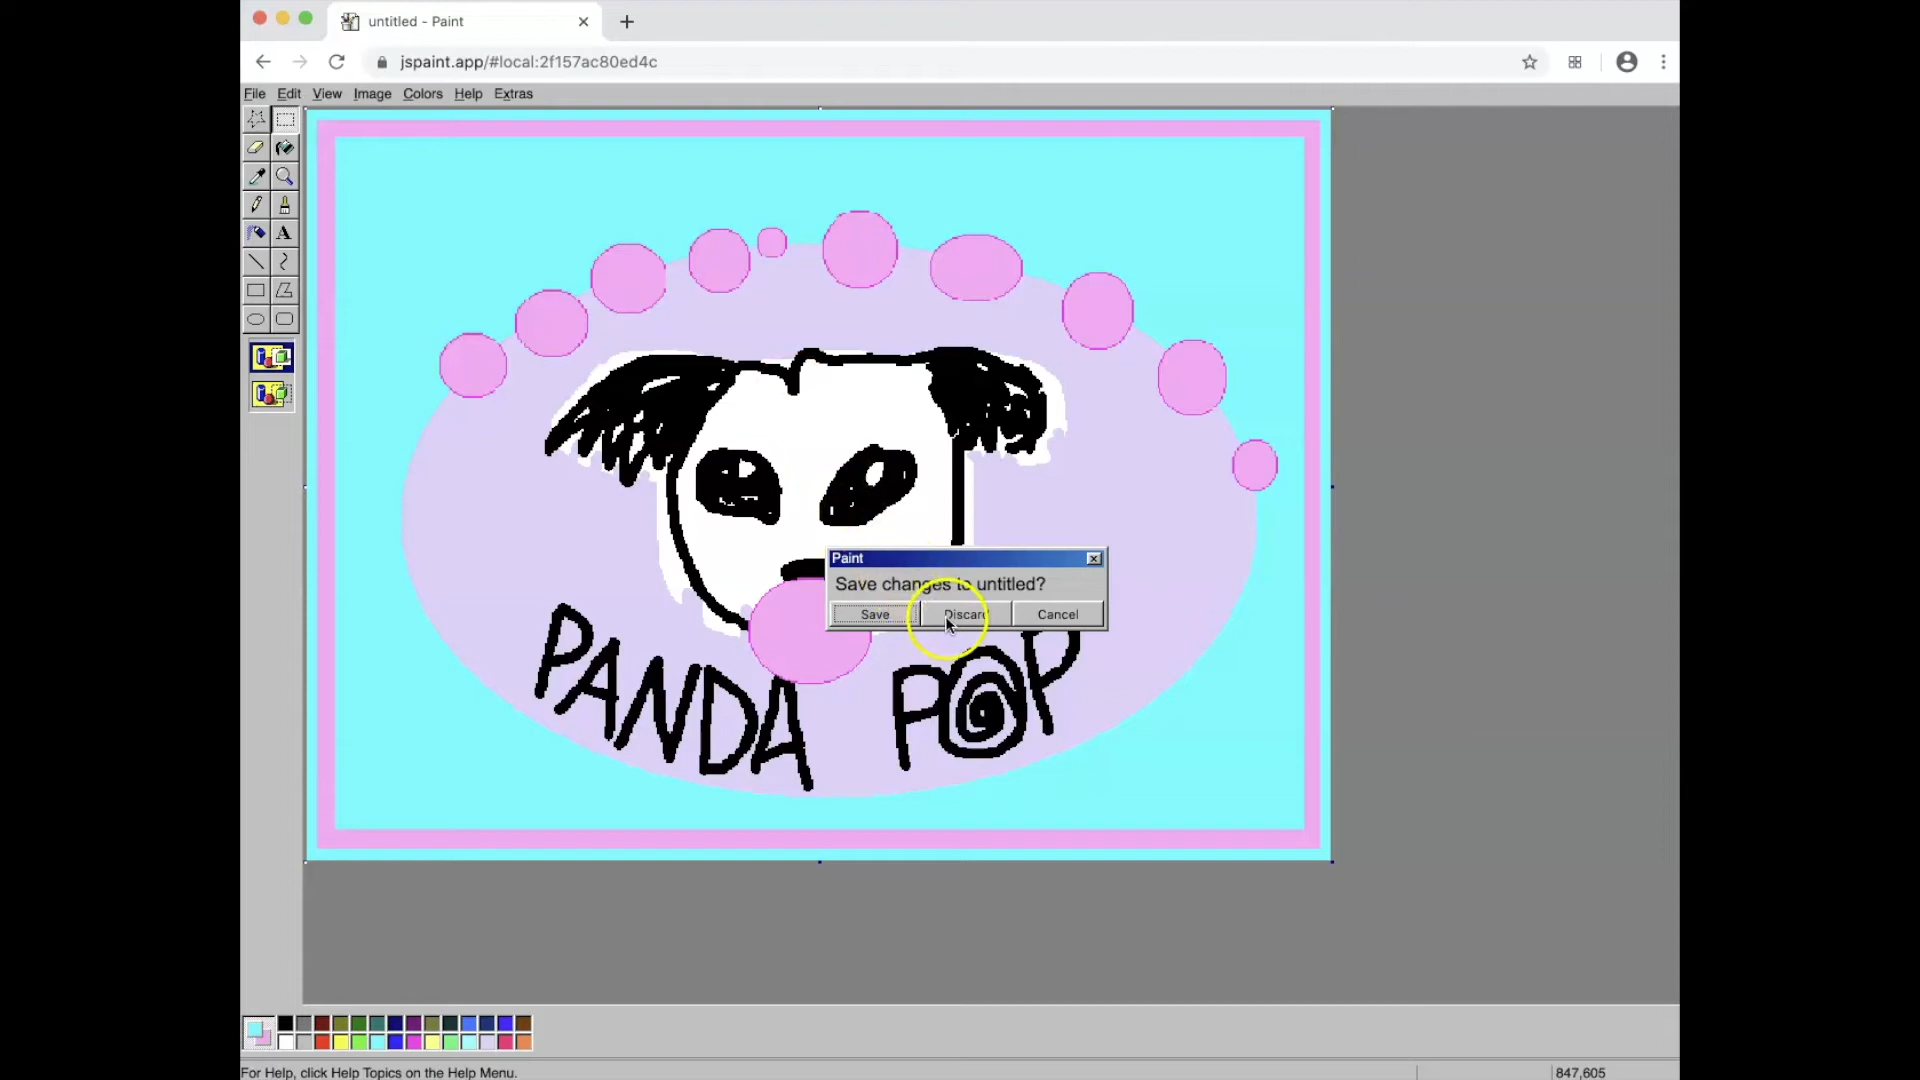 untitled - Paint
jspaint.app/#local:2f157ac80ed4c
File Edit View Image Colors Help Extras
Paint
Save changes to untitled?
Save Discard Cancel
PANDA POP
For Help, click Help Topics on the Help Menu.
847,605